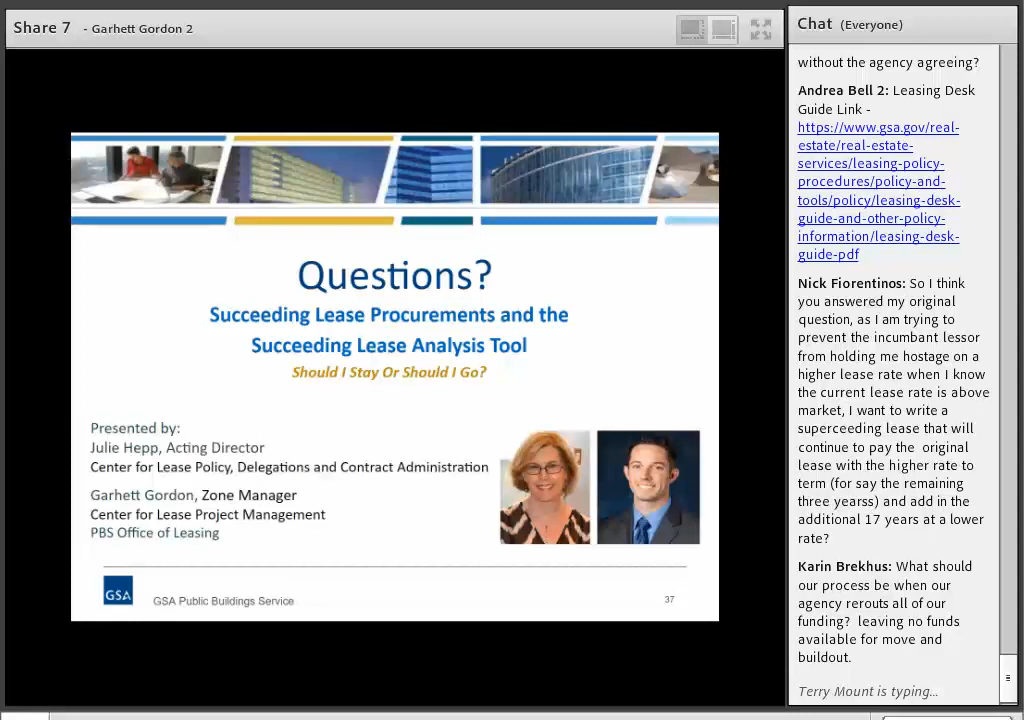 Share 7 - Garhett Gordon 2
Questions?
Succeeding Lease Procurements and the
Succeeding Lease Analysis Tool
Should I Stay Or Should I Go?
Presented by:
Julie Hepp, Acting Director
Center for Lease Policy, Delegations and Contract Administration
Garhett Gordon, Zone Manager
Center for Lease Project Management
PBS Office of Leasing
GSA
GSA Public Buildings Service
37
Chat (Everyone)
without the agency agreeing?
Andrea Bell 2: Leasing Desk
Guide Link -
https://www.gsa.gov/real-
estate/real-estate-
services/leasing-policy-
procedures/policy-and-
tools/policy/leasing-desk-
guide-and-other-policy-
information/leasing-desk-
guide-pdf
Nick Fiorentinos: So I think
you answered my original
question, as I am trying to
prevent the incumbant lessor
from holding me hostage on a
higher lease rate when I know
the current lease rate is above
market, I want to write a
superceeding lease that will
continue to pay the original
lease with the higher rate to
term (for say the remaining
three yearss) and add in the
additional 17 years at a lower
rate?
Karin Brekhus: What should
our process be when our
agency rerouts all of our
funding? leaving no funds
available for move and
buildout.
Terry Mount is typing...